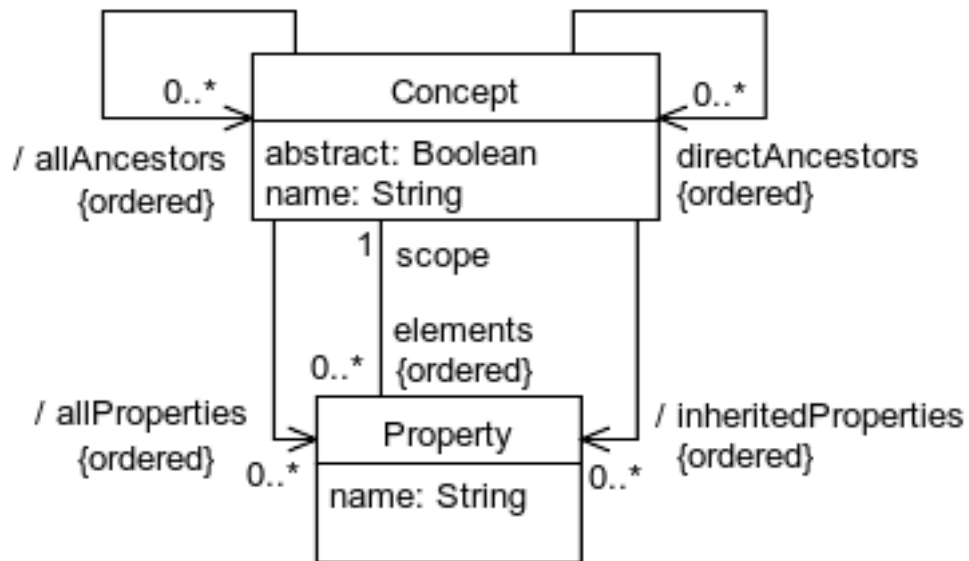 0..*
Concept
0..*
/ allAncestors
{ordered}
abstract: Boolean
name: String
directAncestors
{ordered}
1
scope
elements
{ordered}
0..*
/ allProperties
{ordered}
0..*
Property
name: String
/ inheritedProperties
{ordered}
0..*